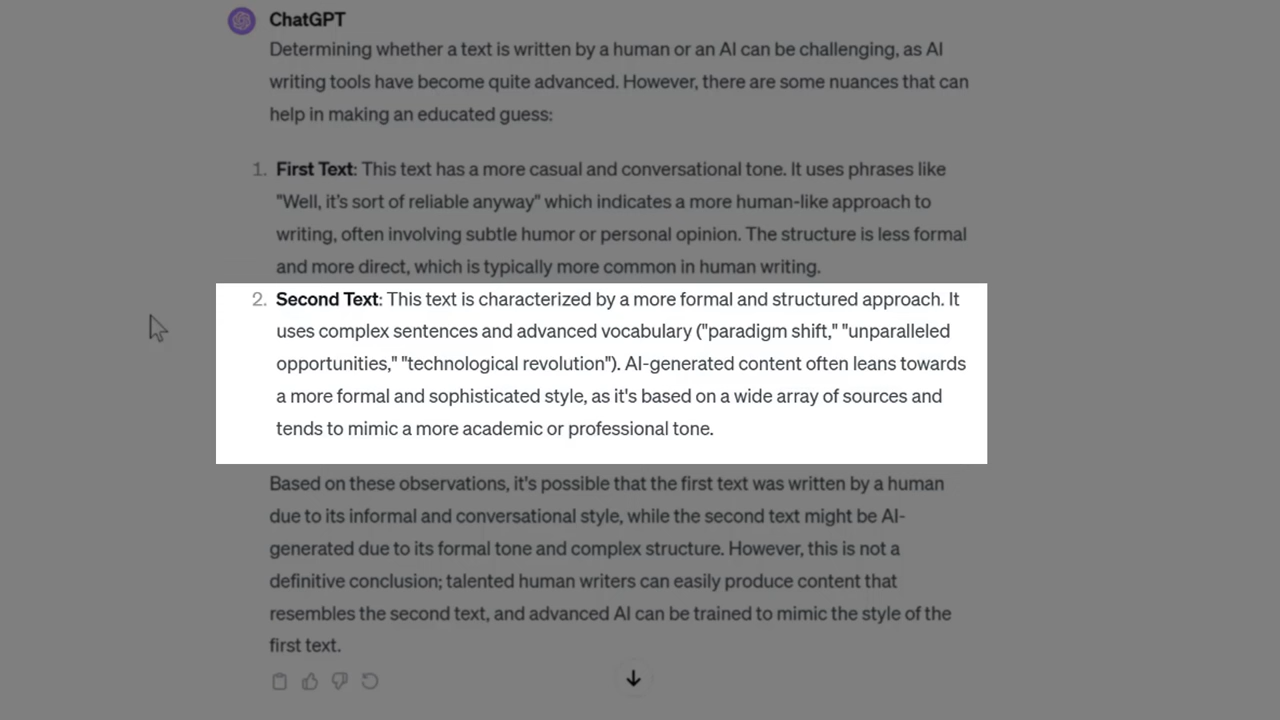 ChatGPT
Determining whether a text is written by a human or an AI can be challenging, as AI
writing tools have become quite advanced. However, there are some nuances that can
help in making an educated guess:
1. First Text: This text has a more casual and conversational tone. It uses phrases like
"Well, it's sort of reliable anyway" which indicates a more human-like approach to
writing, often involving subtle humor or personal opinion. The structure is less formal
and more direct, which is typically more common in human writing.
2. Second Text: This text is characterized by a more formal and structured approach. It
uses complex sentences and advanced vocabulary ("paradigm shift," "unparalleled
opportunities," "technological revolution"). AI-generated content often leans towards
a more formal and sophisticated style, as it's based on a wide array of sources and
tends to mimic a more academic or professional tone.
Based on these observations, it's possible that the first text was written by a human
due to its informal and conversational style, while the second text might be AI-
generated due to its formal tone and complex structure. However, this is not a
definitive conclusion; talented human writers can easily produce content that
resembles the second text, and advanced AI can be trained to mimic the style of the
first text.